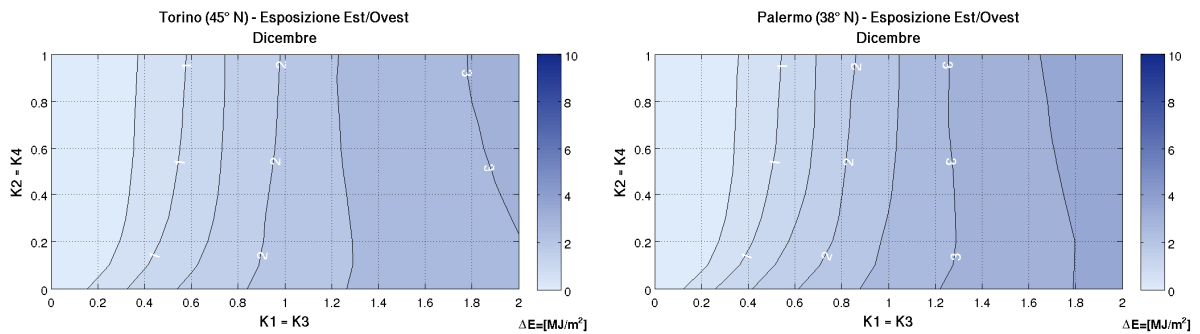 Torino (45° N) - Esposizione Est/Ovest
Dicembre
1
0.8
0.6
0.4
0.2
0
K2 = K4
0 0.2 0.4 0.6 0.8 1 1.2 1.4 1.6 1.8 2
K1 = K3
1 2 3
1 2 3
1 2
10
8
6
4
2
0
ΔE=[MJ/m²]
Palermo (38° N) - Esposizione Est/Ovest
Dicembre
1
0.8
0.6
0.4
0.2
0
K2 = K4
0 0.2 0.4 0.6 0.8 1 1.2 1.4 1.6 1.8 2
K1 = K3
1 2 3
1 2 3
1 2 3
10
8
6
4
2
0
ΔE=[MJ/m²]